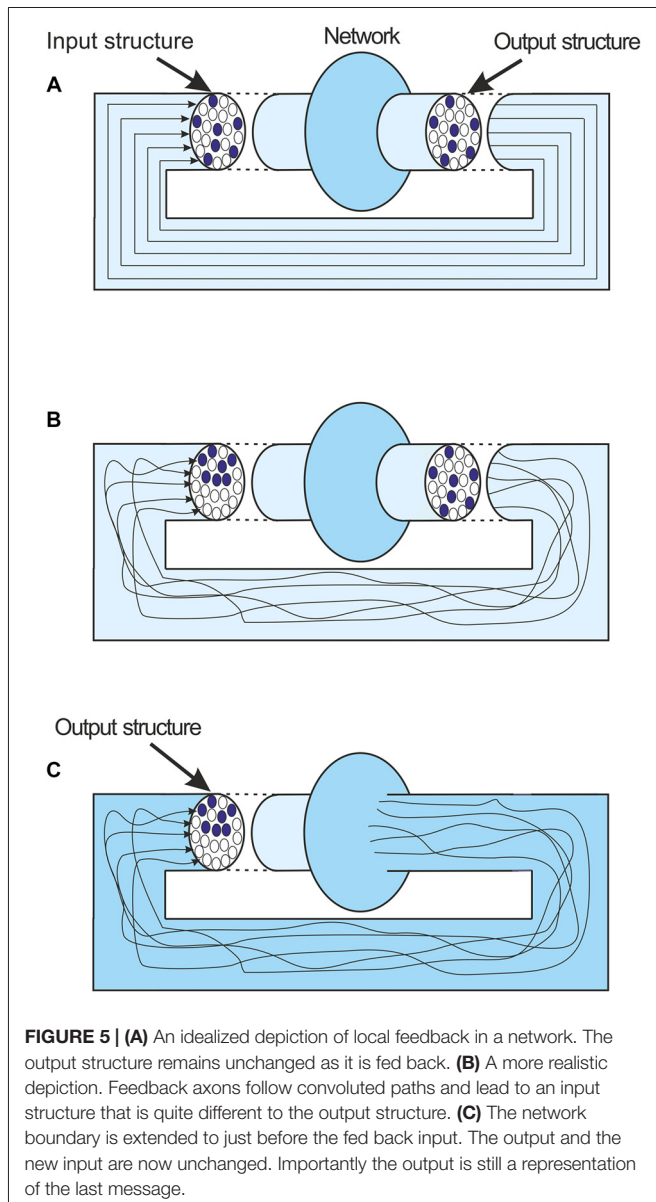 Input structure
Network
Output structure
A
B
Output structure
C
FIGURE 5 | (A) An idealized depiction of local feedback in a network. The
output structure remains unchanged as it is fed back. (B) A more realistic
depiction. Feedback axons follow convoluted paths and lead to an input
structure that is quite different to the output structure. (C) The network
boundary is extended to just before the fed back input. The output and the
new input are now unchanged. Importantly the output is still a representation
of the last message.